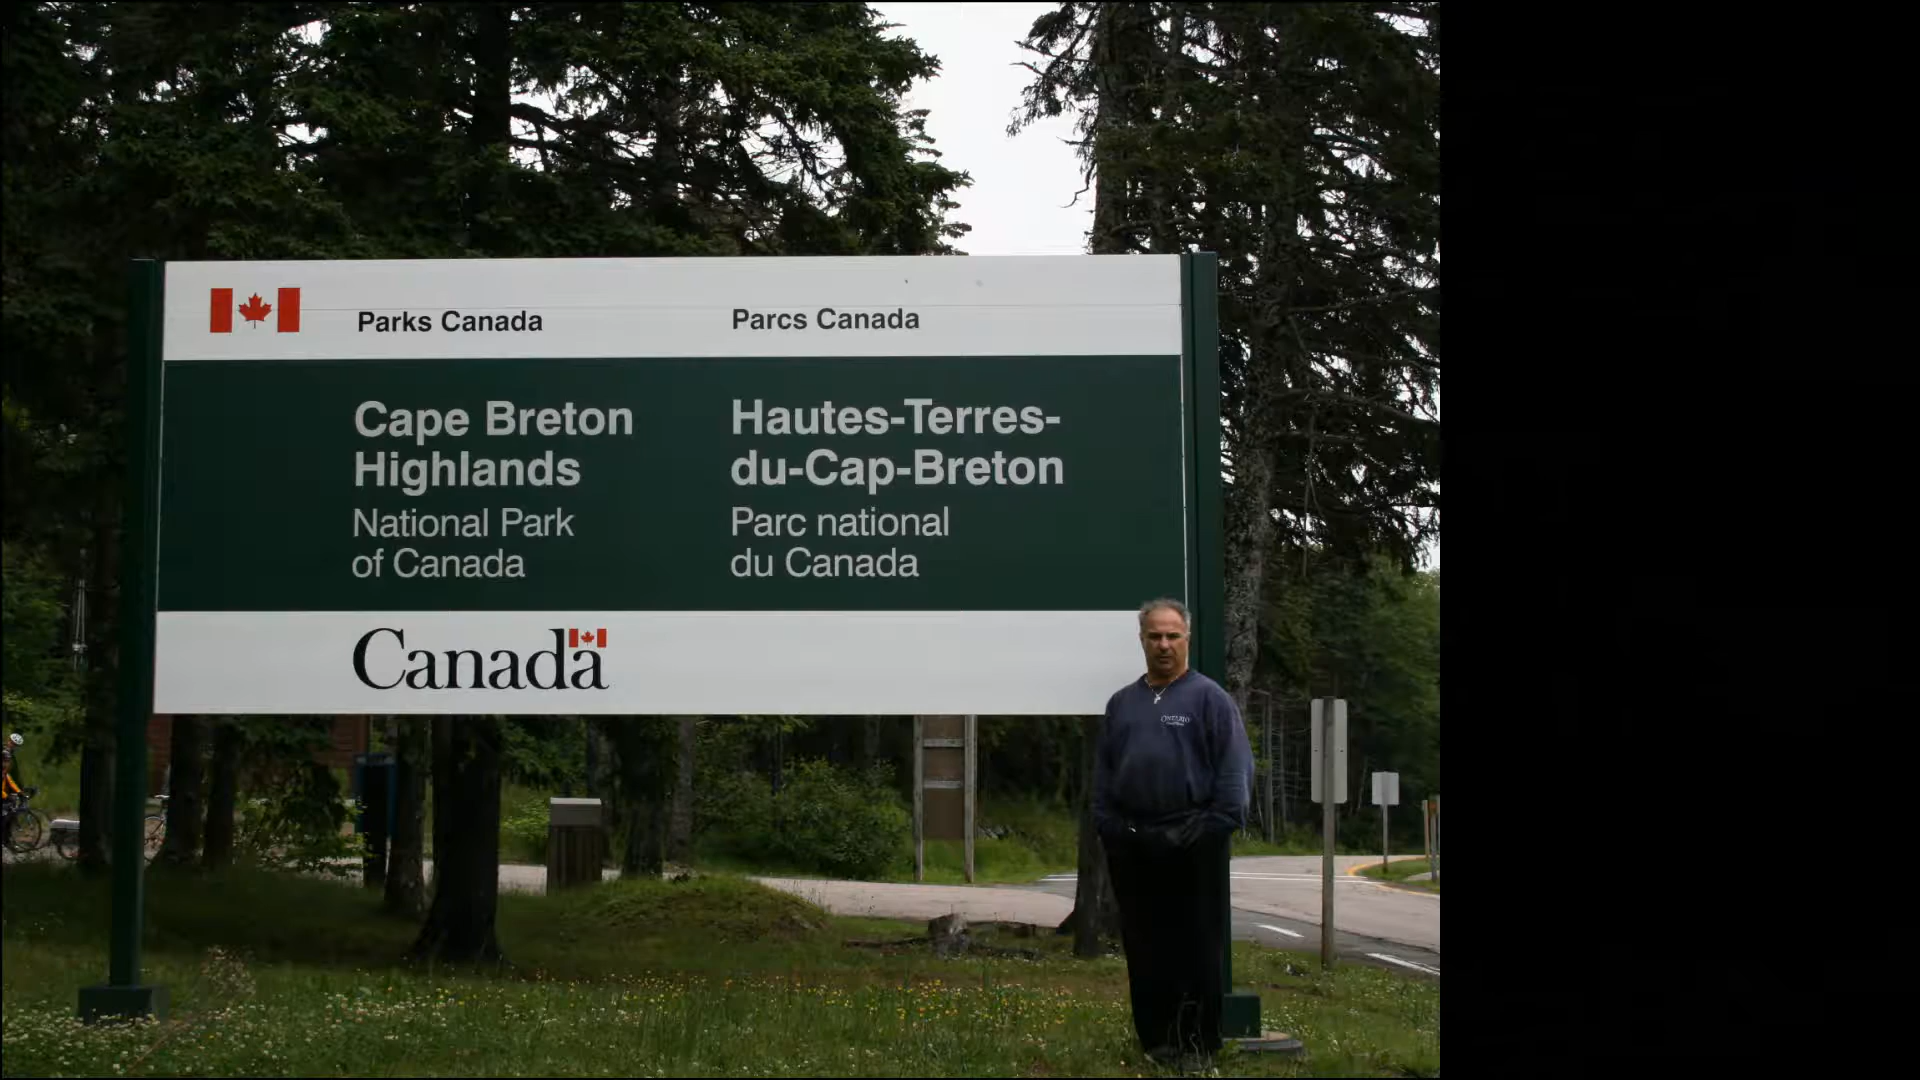 Parks Canada
Parcs Canada
Cape Breton
Highlands
National Park
of Canada
Hautes-Terres-
du-Cap-Breton
Parc national
du Canada
Canada
ONTARIO